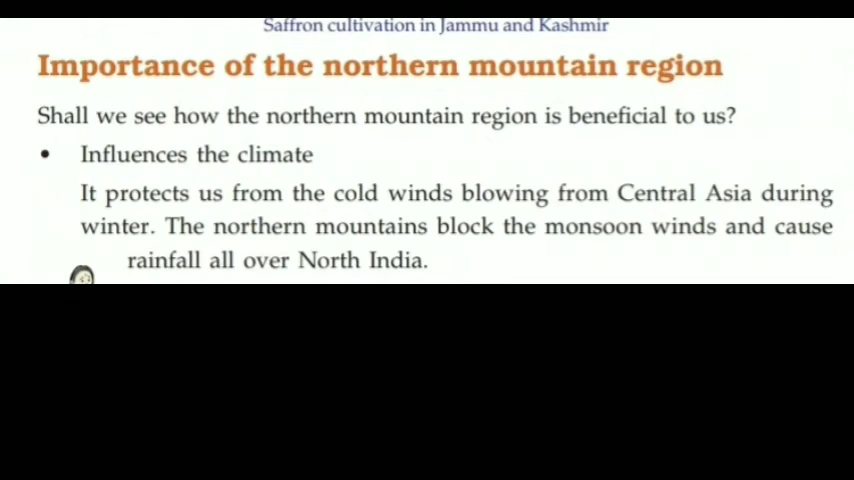 Saffron cultivation in Jammu and Kashmir
Importance of the northern mountain region
Shall we see how the northern mountain region is beneficial to us?
• Influences the climate
It protects us from the cold winds blowing from Central Asia during
winter. The northern mountains block the monsoon winds and cause
rainfall all over North India.